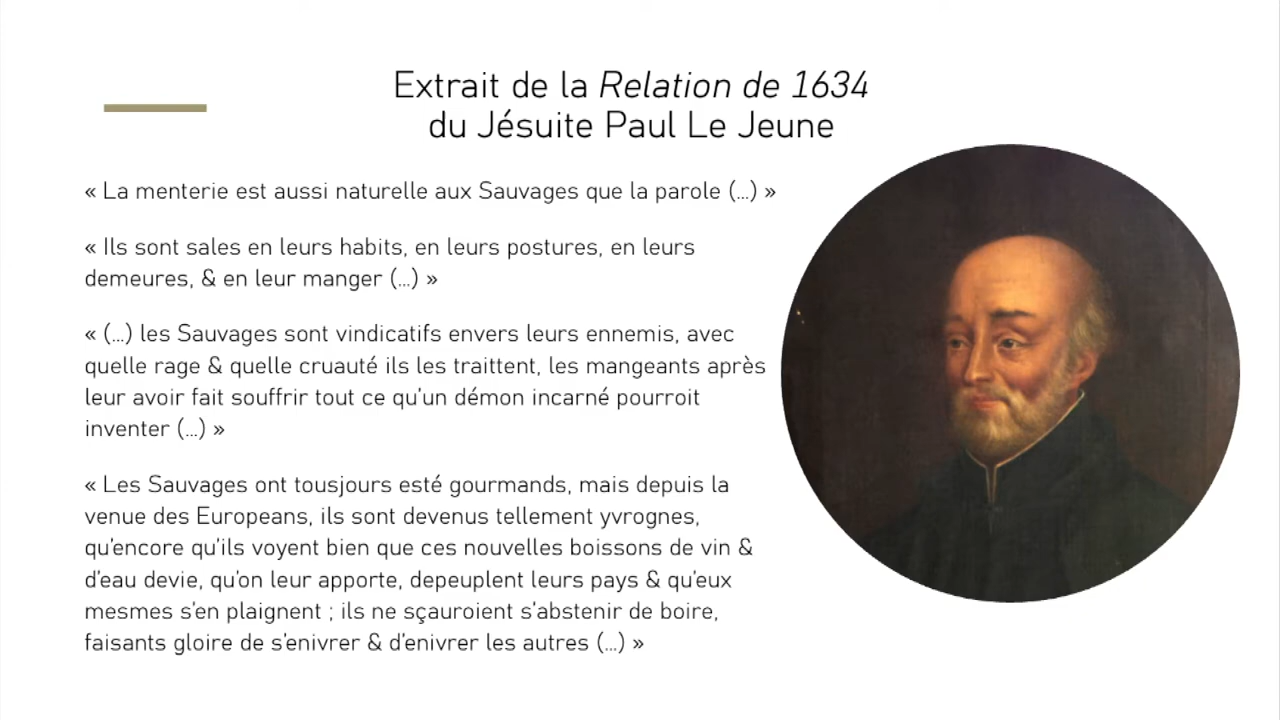 Extrait de la Relation de 1634
du Jésuite Paul Le Jeune
« La menterie est aussi naturelle aux Sauvages que la parole (...) »
« Ils sont sales en leurs habits, en leurs postures, en leurs
demeures, & en leur manger (...) »
« (...) les Sauvages sont vindicatifs envers leurs ennemis, avec
quelle rage & quelle cruauté ils les traittent, les mangeants après
leur avoir fait souffrir tout ce qu'un démon incarné pourroit
inventer (...) »
« Les Sauvages ont tousjours esté gourmands, mais depuis la
venue des Europeans, ils sont devenus tellement yvrognes,
qu'encore qu'ils voyent bien que ces nouvelles boissons de vin &
d'eau devie, qu'on leur apporte, depeuplent leurs pays & qu'eux
mesmes s'en plaignent ; ils ne sçauroient s'abstenir de boire,
faisants gloire de s'enivrer & d'enivrer les autres (...) »